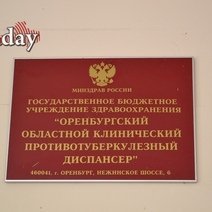 day
МИНЗДРАВ РОССИИ
ГОСУДАРСТВЕННОЕ БЮДЖЕТНОЕ
УЧРЕЖДЕНИЕ ЗДРАВООХРАНЕНИЯ
"ОРЕНБУРГСКИЙ
ОБЛАСТНОЙ КЛИНИЧЕСКИЙ
ПРОТИВОТУБЕРКУЛЕЗНЫЙ
ДИСПАНСЕР"
460041, г. ОРЕНБУРГ, НЕЖИНСКОЕ ШОССЕ, 6